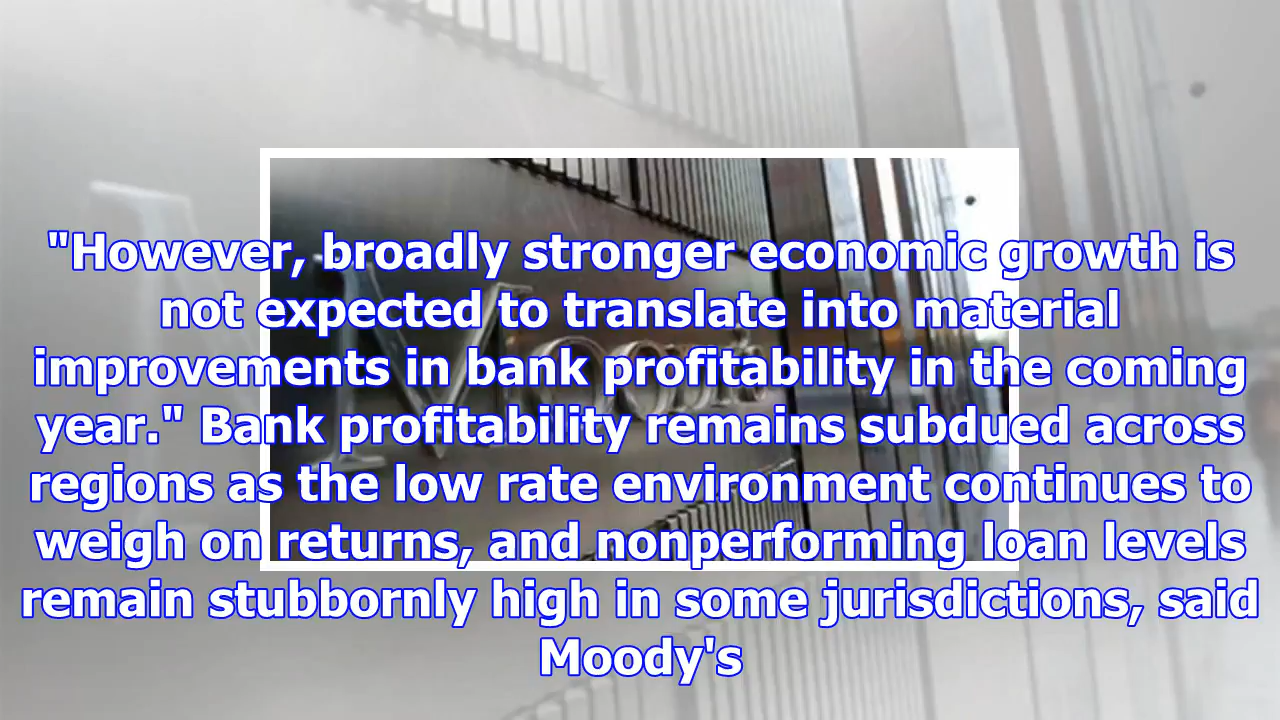 "However, broadly stronger economic growth is
not expected to translate into material
improvements in bank profitability in the coming
year." Bank profitability remains subdued across
regions as the low rate environment continues to
weigh on returns, and nonperforming loan levels
remain stubbornly high in some jurisdictions, said
Moody's
Moody's